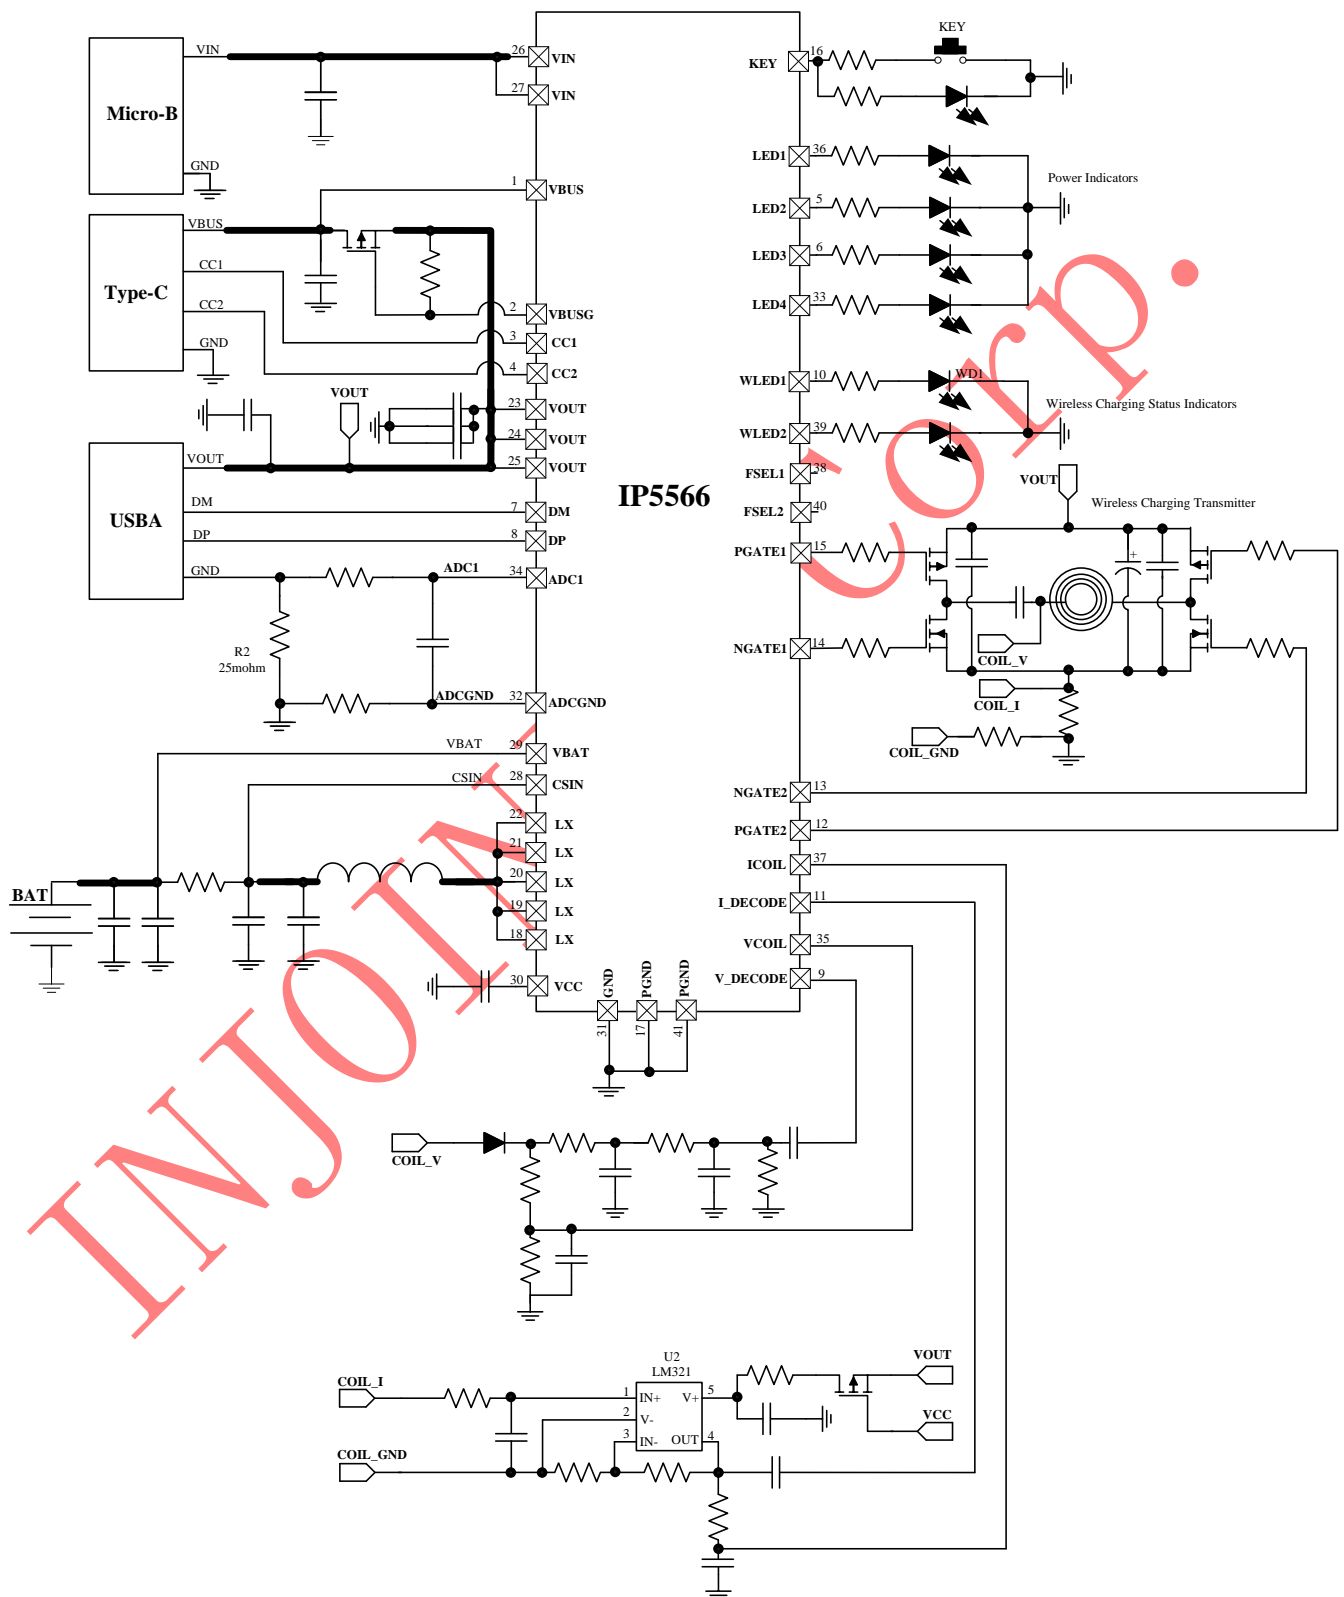 Micro-B
VIN
GND
26
VIN
27
VIN
1
VBUS
Type-C
VBUS
CC1
CC2
GND
2
VBUSG
3
CC1
4
CC2
VOUT
23
VOUT
24
VOUT
25
VOUT
USBA
VOUT
DM
DP
GND
7
DM
8
DP
ADC1
34
ADC1
R2
25mohm
ADCGND
32
ADCGND
VBAT
29
VBAT
CSIN
28
CSIN
22
LX
21
LX
20
LX
19
LX
18
LX
BAT
30
VCC
GND
31
PGND
17
PGND
41
IP5566
KEY
16
KEY
LED1
36
LED2
5
LED3
6
LED4
33
Power Indicators
WLED1
10
WD1
WLED2
39
Wireless Charging Status Indicators
FSEL1
38
FSEL2
40
VOUT
Wireless Charging Transmitter
PGATE1
15
+
NGATE1
14
COIL_V
COIL_I
COIL_GND
NGATE2
13
PGATE2
12
ICOIL
37
I_DECODE
11
VCOIL
35
V_DECODE
9
COIL_V
U2
LM321
COIL_I
1
IN+
2
V-
3
IN-
V+
5
OUT
4
VOUT
VCC
COIL_GND
INJOINIC Corp.